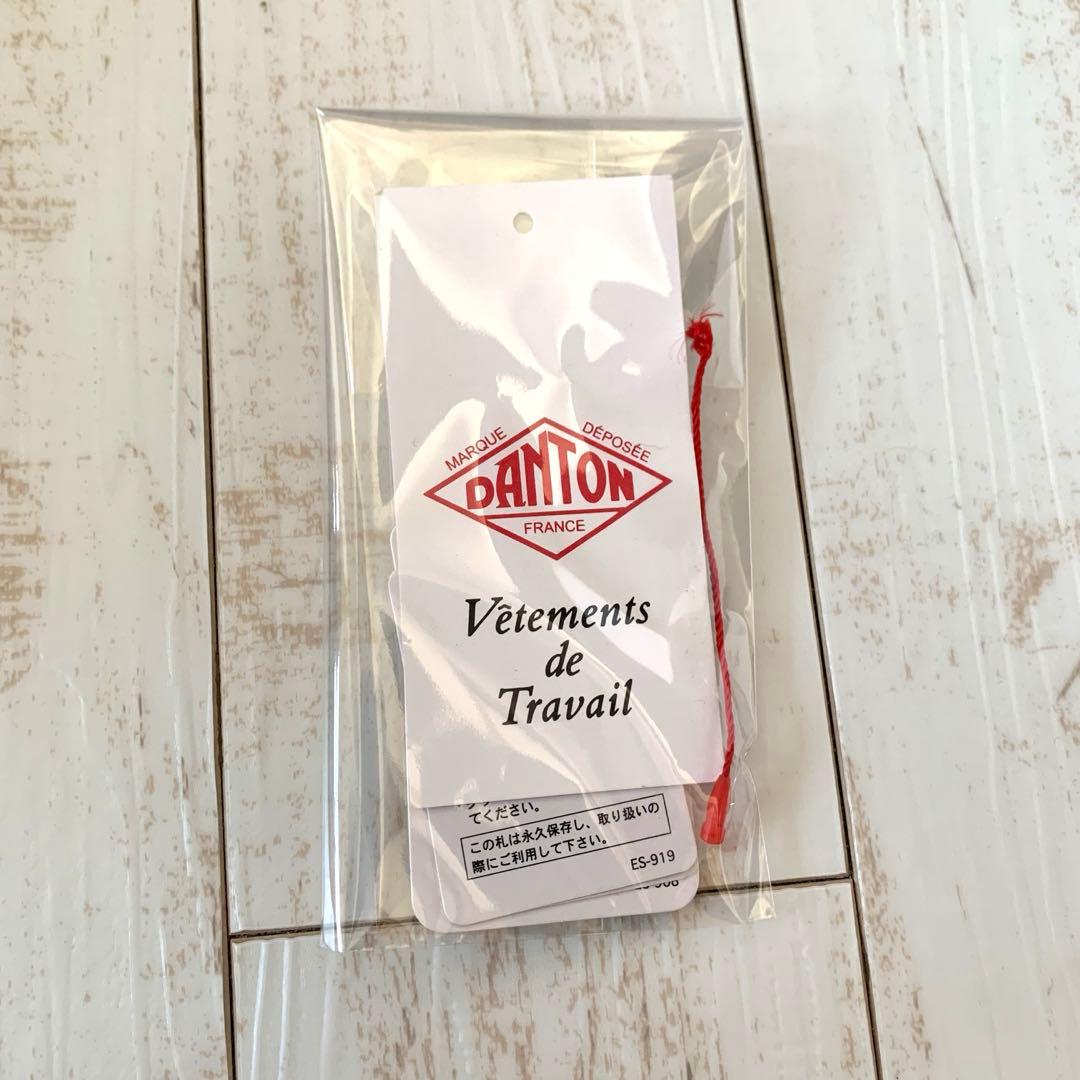 MARQUE DÉPOSÉE
DANTON
FRANCE
Vêtements
de
Travail
てください。
この札は永久保存し、取り扱いの
際にご利用して下さい。
ES-919